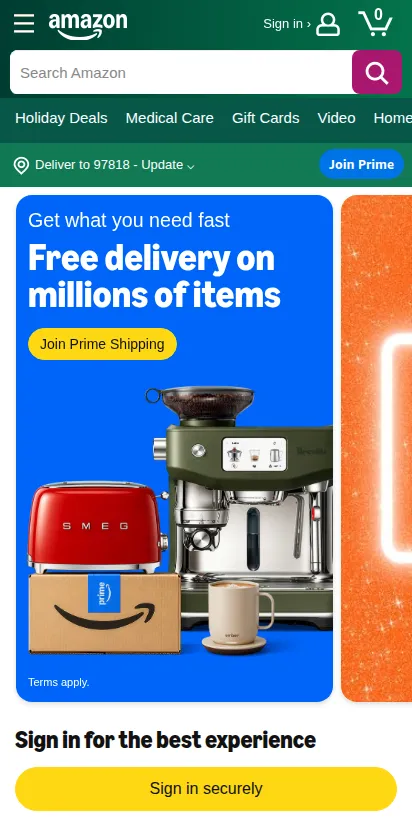 amazon
Sign in ›
0
Search Amazon
Holiday Deals Medical Care Gift Cards Video Home
Deliver to 97818 - Update
Join Prime
Get what you need fast
Free delivery on
millions of items
Join Prime Shipping
SMEG
prime
Terms apply.
Sign in for the best experience
Sign in securely